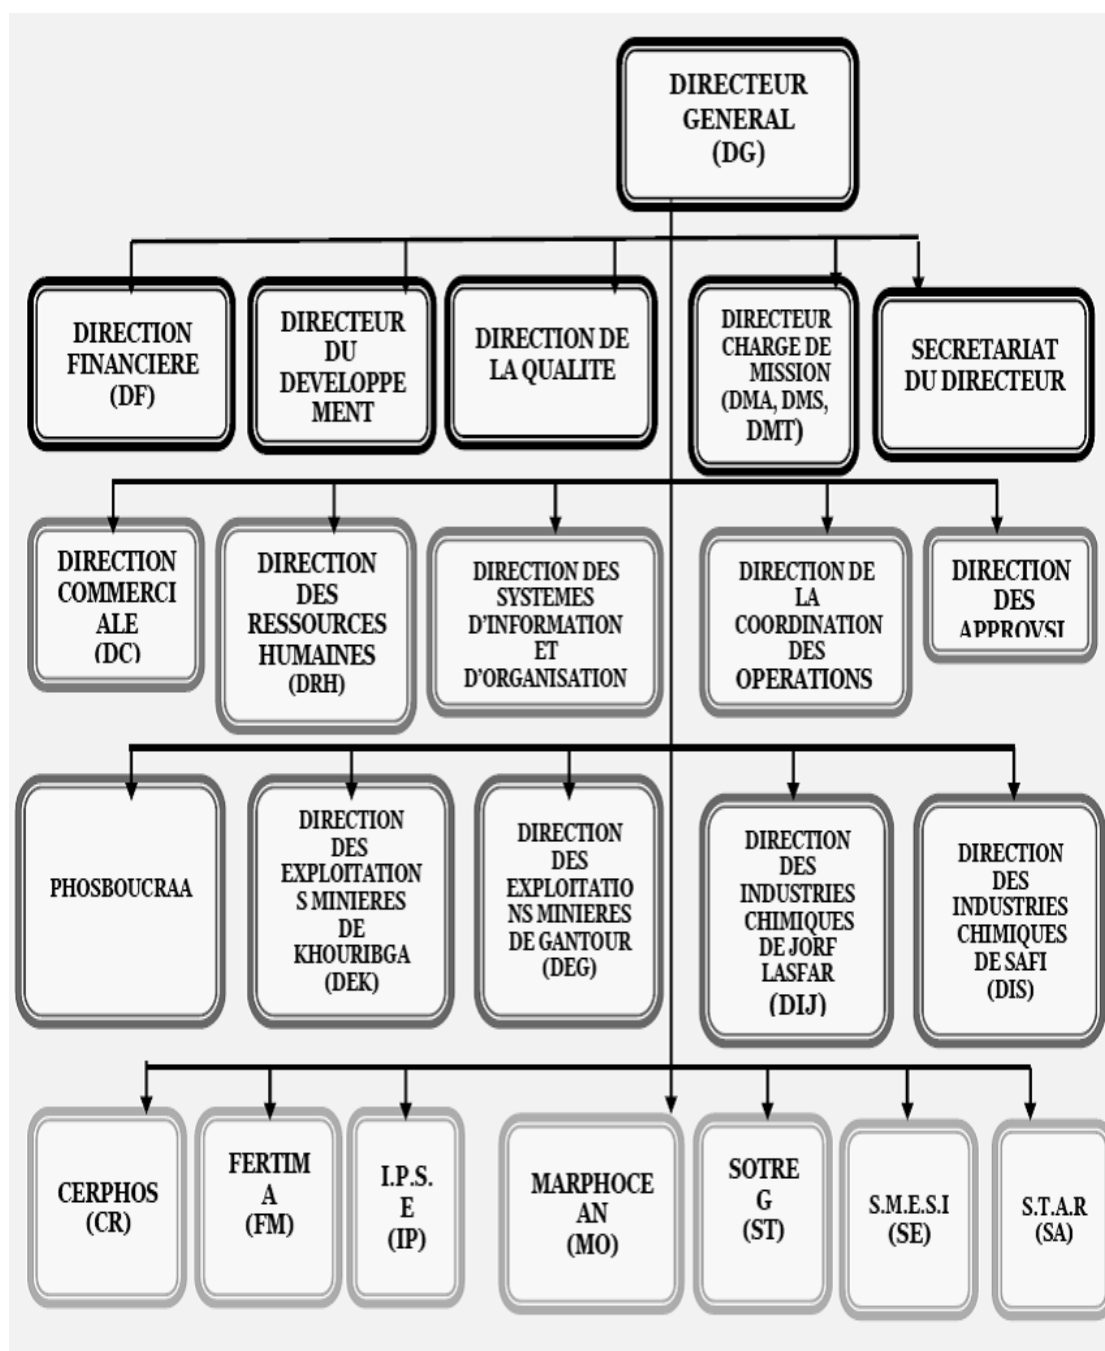 DIRECTEUR
GENERAL
(DG)
DIRECTION
FINANCIERE
(DF)
DIRECTEUR
DU
DEVELOPPE
MENT
DIRECTION DE
LA QUALITE
DIRECTEUR
CHARGE DE
MISSION
(DMA, DMS,
DMT)
SECRETARIAT
DU DIRECTEUR
DIRECTION
COMMERCI
ALE
(DC)
DIRECTION
DES
RESSOURCES
HUMAINES
(DRH)
DIRECTION DES
SYSTEMES
D'INFORMATION
ET
D'ORGANISATION
DIRECTION DE
LA
COORDINATION
DES
OPERATIONS
DIRECTION
DES
APPROVSI
PHOSBOUCRAA
DIRECTION
DES
EXPLOITATION
S MINIERES
DE
KHOURIBGA
(DEK)
DIRECTION
DES
EXPLOITATIO
NS MINIERES
DE GANTOUR
(DEG)
DIRECTION
DES
INDUSTRIES
CHIMIQUES
DE JORF
LASFAR
(DIJ)
DIRECTION
DES
INDUSTRIES
CHIMIQUES
DE SAFI
(DIS)
CERPHOS
(CR)
FERTIM
A
(FM)
I.P.S.
E
(IP)
MARPHOCE
AN
(MO)
SOTRE
G
(ST)
S.M.E.S.I
(SE)
S.T.A.R
(SA)